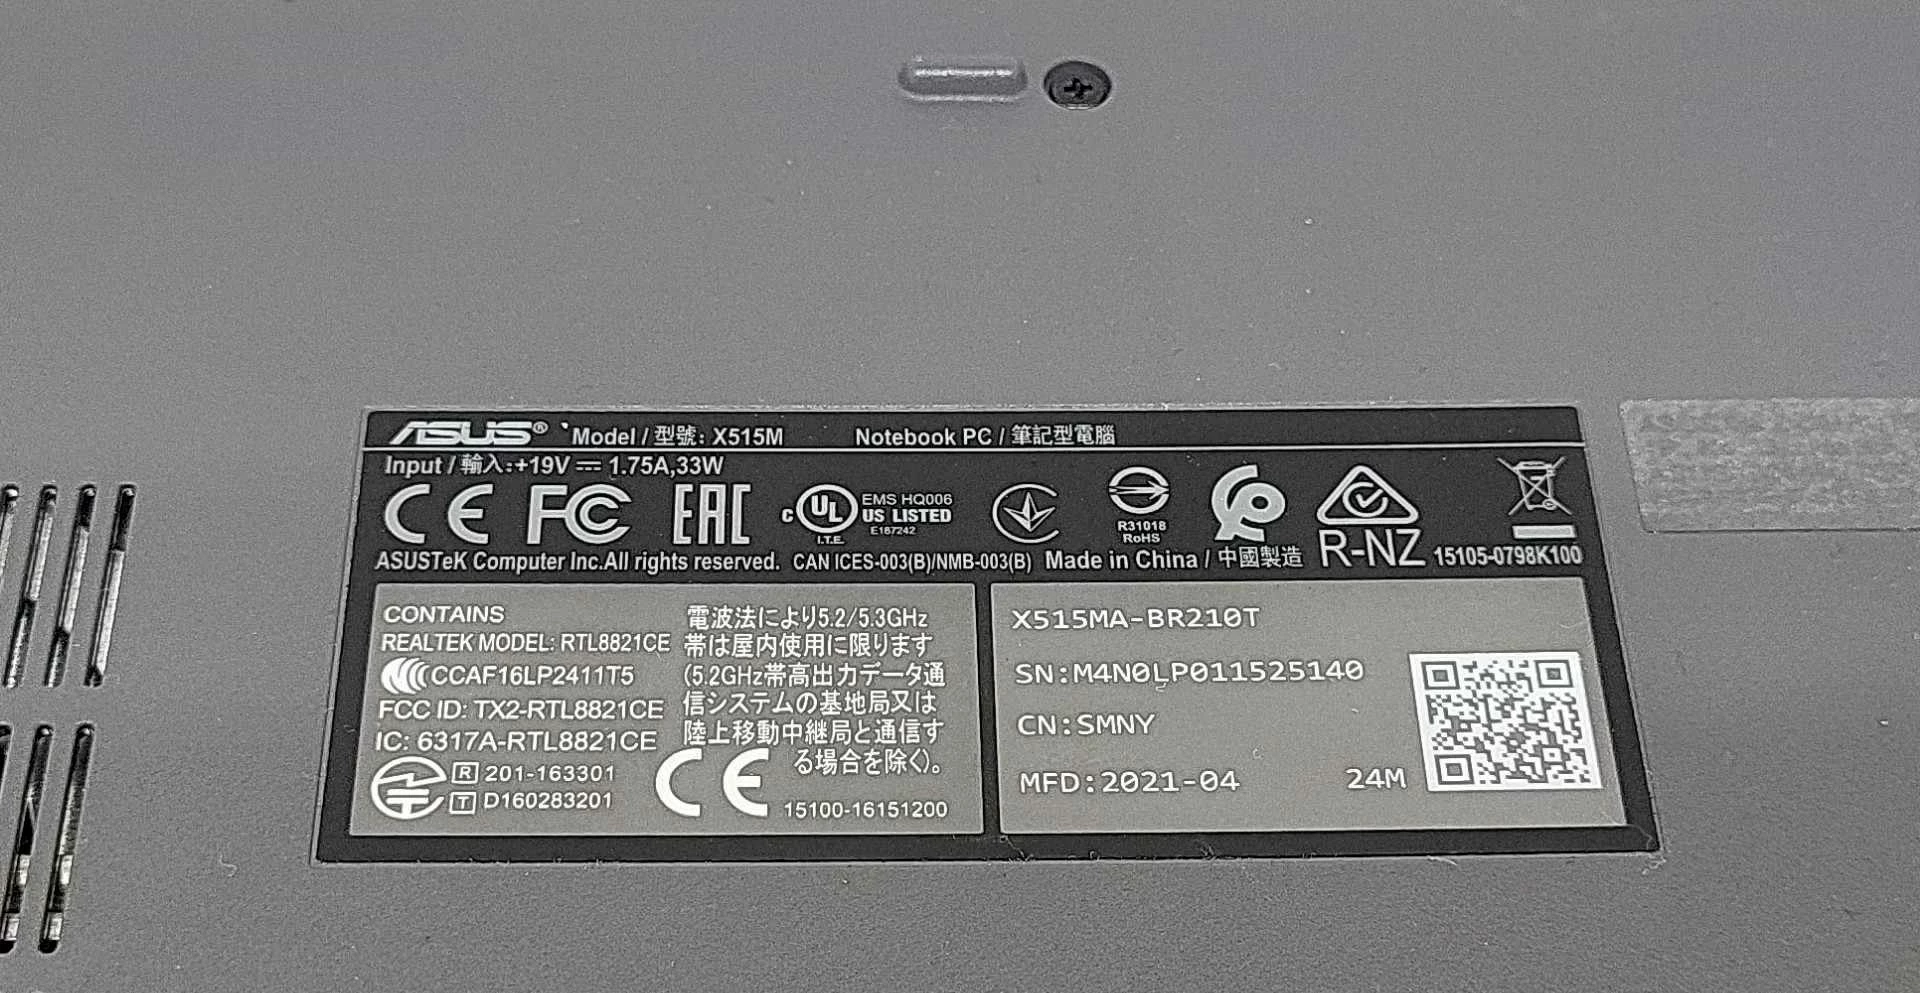 ASUS® Model / 型號: X515M Notebook PC / 筆記型電腦
Input / 輸入:+19V ⎓ 1.75A,33W
CE FC EAC c UL US LISTED EMS HQ006 I.T.E. E187242 R31018 RoHS
R-NZ
ASUSTeK Computer Inc.All rights reserved. CAN ICES-003(B)/NMB-003(B) Made in China / 中國製造 15105-0798K100
CONTAINS
REALTEK MODEL: RTL8821CE
CCAF16LP2411T5
FCC ID: TX2-RTL8821CE
IC: 6317A-RTL8821CE
R 201-163301
T D160283201
電波法により5.2/5.3GHz
帯は屋内使用に限ります
(5.2GHz帯高出力データ通
信システムの基地局又は
陸上移動中継局と通信す
る場合を除く)。
CE 15100-16151200
X515MA-BR210T
SN:M4N0LP011525140
CN:SMNY
MFD:2021-04 24M